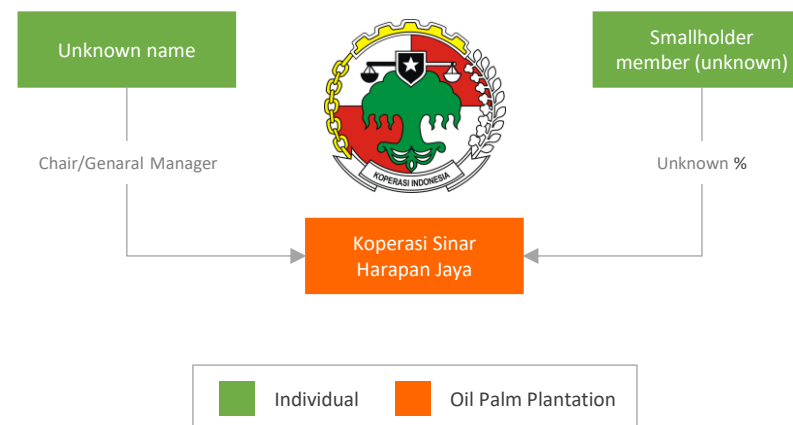 Unknown name
Smallholder
member (unknown)
KOPERASI INDONESIA
Chair/Genaral Manager
Unknown %
Koperasi Sinar
Harapan Jaya
Individual
Oil Palm Plantation